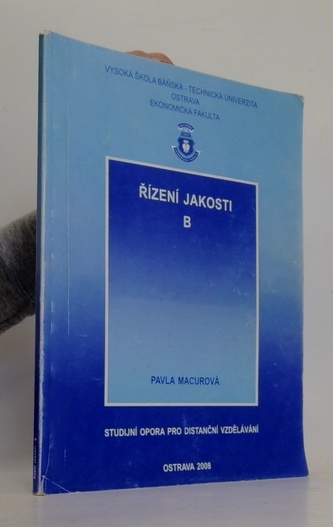 VYSOKÁ ŠKOLA BÁŇSKÁ - TECHNICKÁ UNIVERZITA
OSTRAVA
EKONOMICKÁ FAKULTA
ŘÍZENÍ JAKOSTI
B
PAVLA MACUROVÁ
STUDIJNÍ OPORA PRO DISTANČNÍ VZDĚLÁVÁNÍ
OSTRAVA 2008